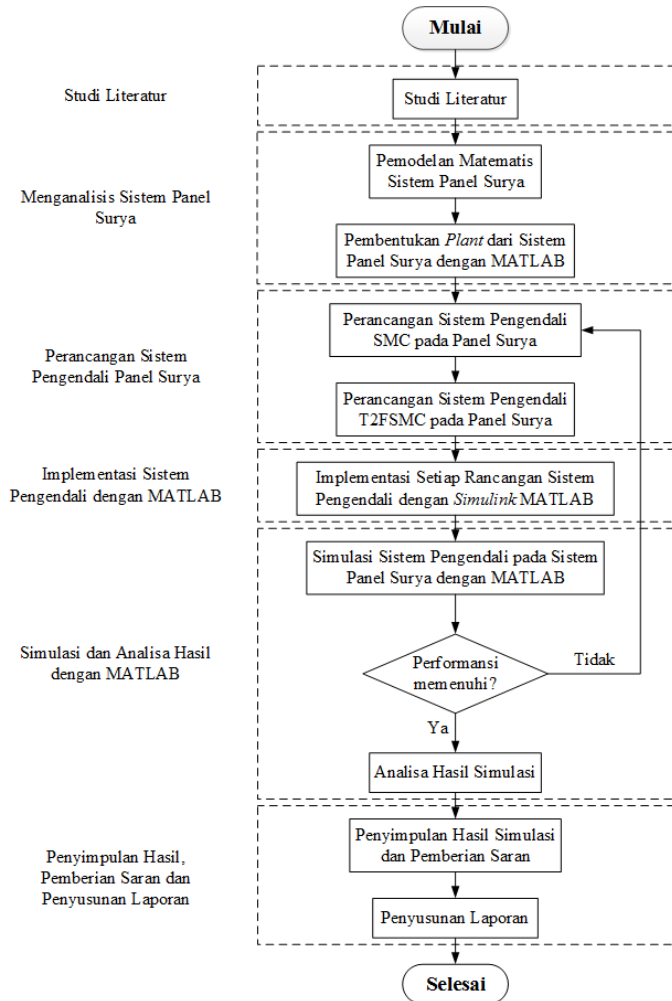 Mulai
Studi Literatur
Studi Literatur
Menganalisis Sistem Panel
Surya
Pemodelan Matematis
Sistem Panel Surya
Pembentukan Plant dari Sistem
Panel Surya dengan MATLAB
Perancangan Sistem
Pengendali Panel Surya
Perancangan Sistem Pengendali
SMC pada Panel Surya
Perancangan Sistem Pengendali
T2FSMC pada Panel Surya
Implementasi Sistem
Pengendali dengan MATLAB
Implementasi Setiap Rancangan Sistem
Pengendali dengan Simulink MATLAB
Simulasi dan Analisa Hasil
dengan MATLAB
Simulasi Sistem Pengendali pada Sistem
Panel Surya dengan MATLAB
Performansi
memenuhi?
Tidak
Ya
Analisa Hasil Simulasi
Penyimpulan Hasil,
Pemberian Saran dan
Penyusunan Laporan
Penyimpulan Hasil Simulasi
dan Pemberian Saran
Penyusunan Laporan
Selesai